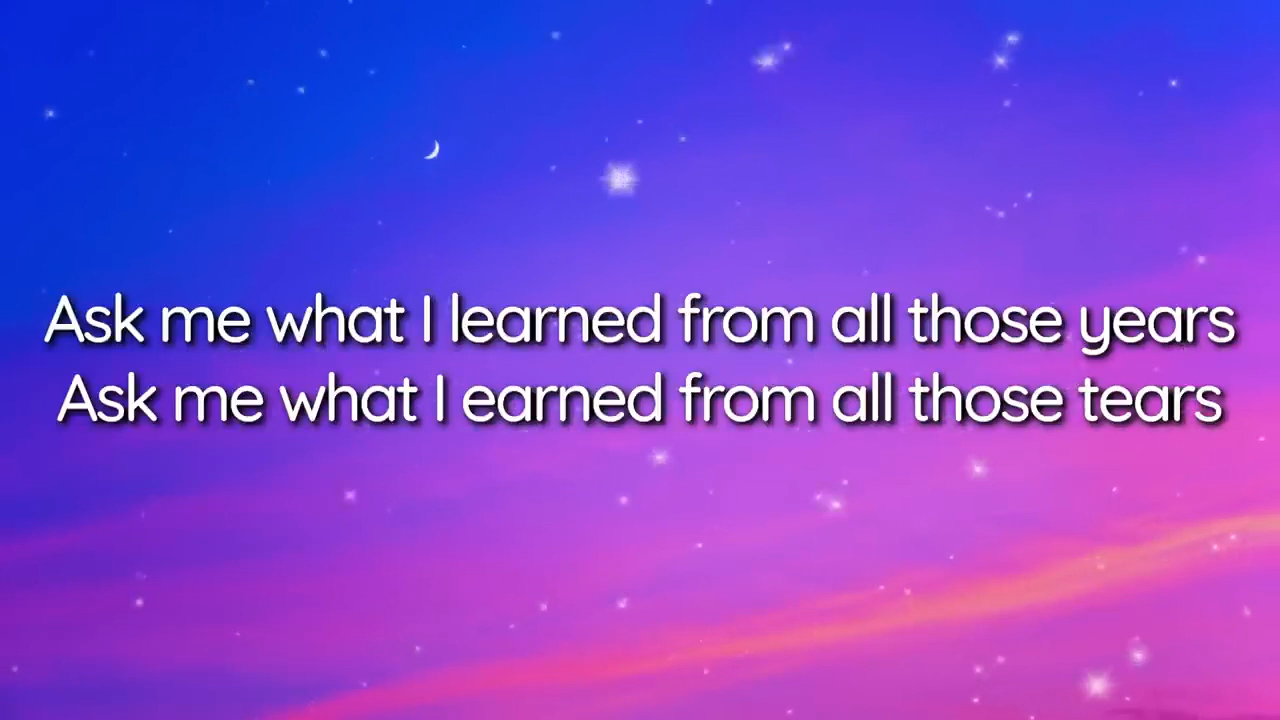 Ask me what I learned from all those years
Ask me what I earned from all those tears